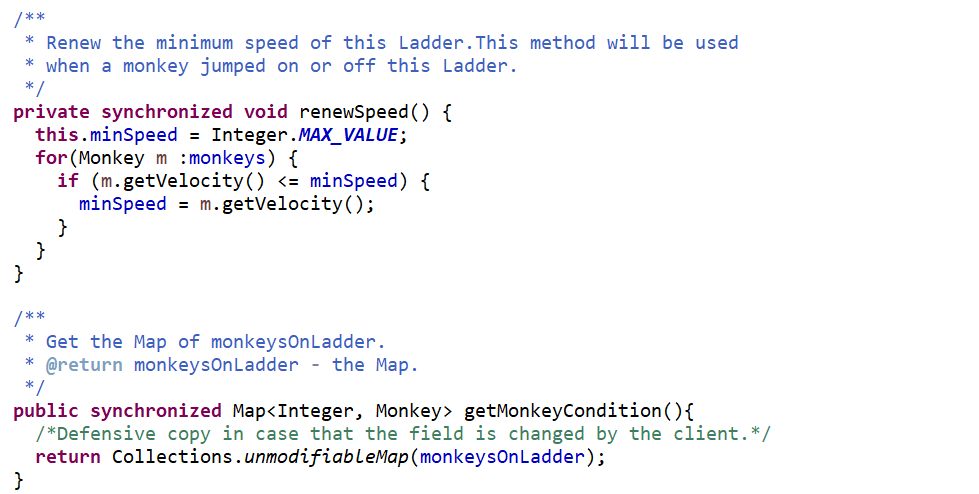 /**
 * Renew the minimum speed of this Ladder.This method will be used
 * when a monkey jumped on or off this Ladder.
 */
private synchronized void renewSpeed() {
  this.minSpeed = Integer.MAX_VALUE;
  for(Monkey m :monkeys) {
    if (m.getVelocity() <= minSpeed) {
      minSpeed = m.getVelocity();
    }
  }
}

/**
 * Get the Map of monkeysOnLadder.
 * @return monkeysOnLadder - the Map.
 */
public synchronized Map<Integer, Monkey> getMonkeyCondition(){
  /*Defensive copy in case that the field is changed by the client.*/
  return Collections.unmodifiableMap(monkeysOnLadder);
}